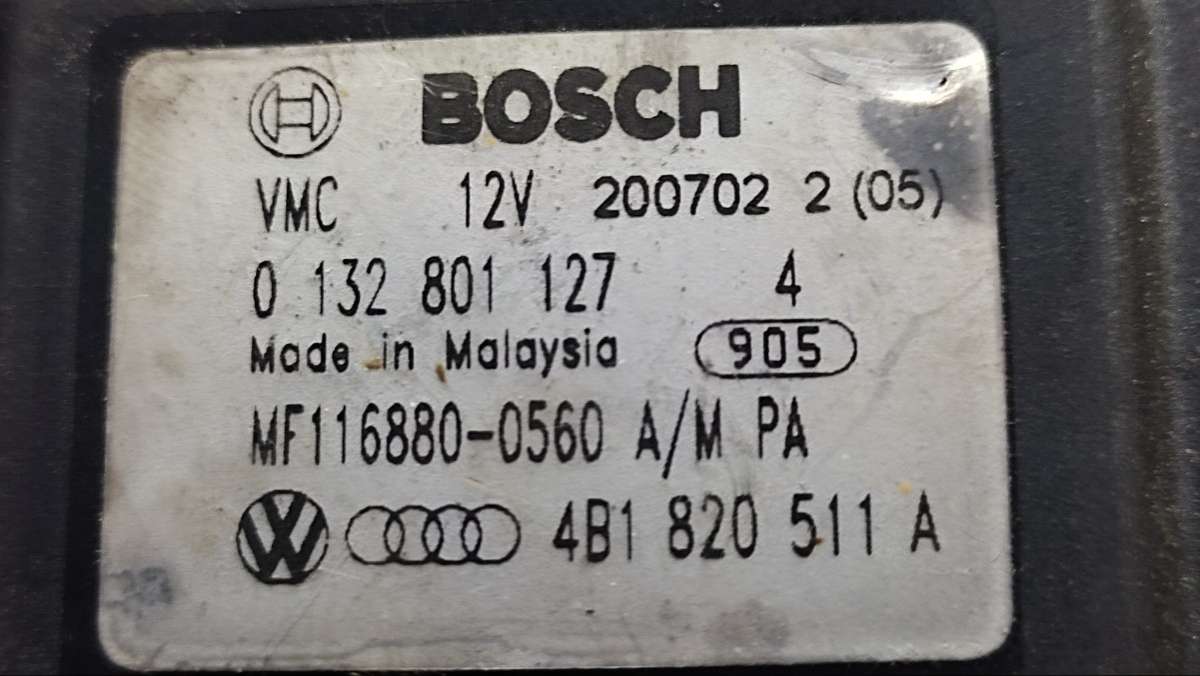 BOSCH
VMC 12V 200702 2 (05)
0 132 801 127 4
Made in Malaysia 905
MF116880-0560 A/M PA
VW 4B1 820 511 A